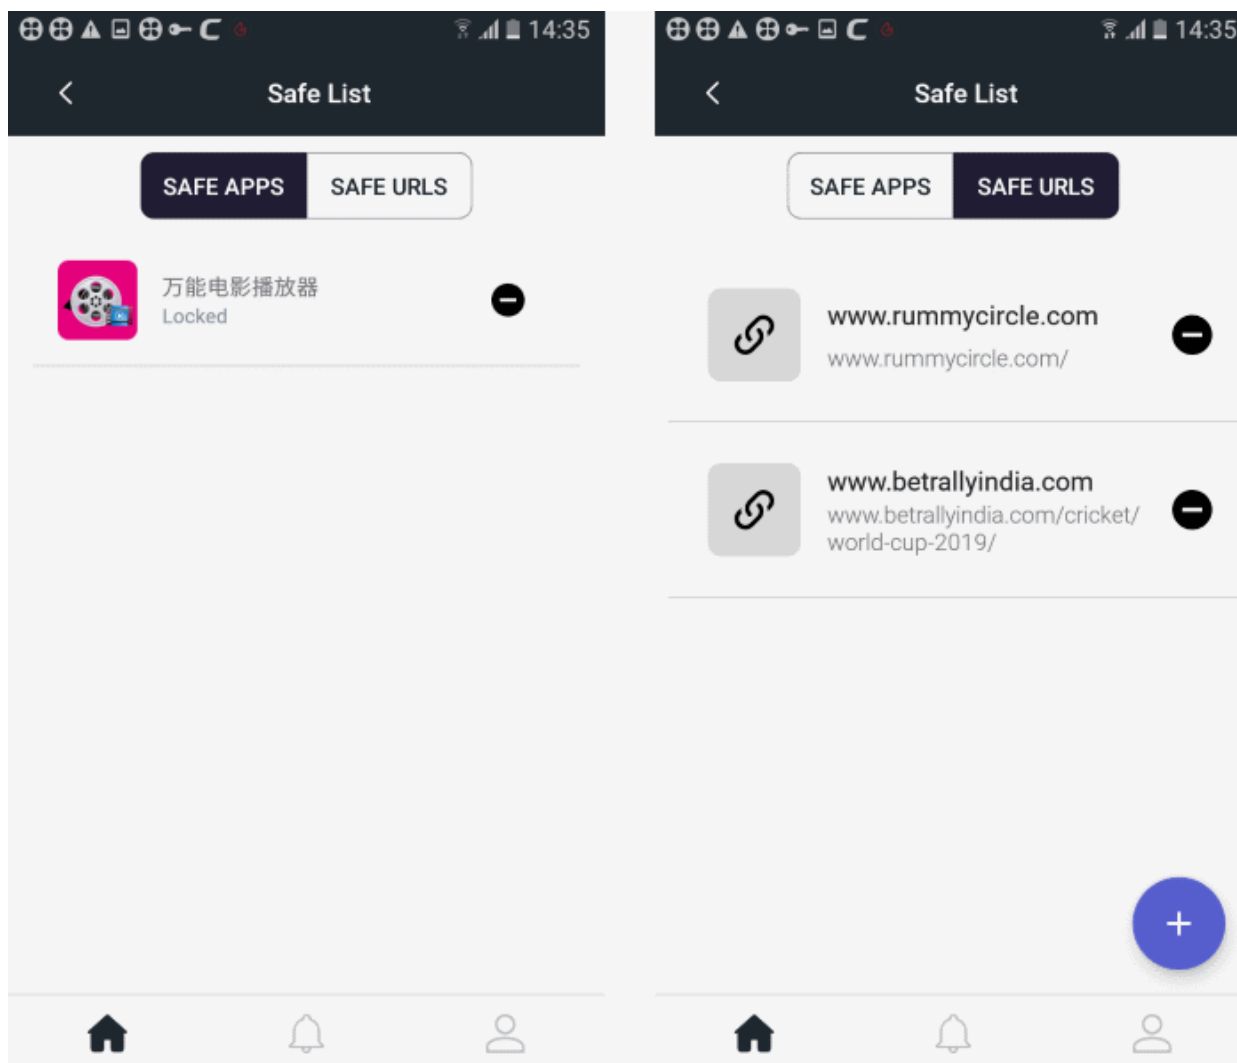 14:35
Safe List
SAFE APPS SAFE URLS
万能电影播放器
Locked
14:35
Safe List
SAFE APPS SAFE URLS
www.rummycircle.com
www.rummycircle.com/
www.betrallyindia.com
www.betrallyindia.com/cricket/
world-cup-2019/